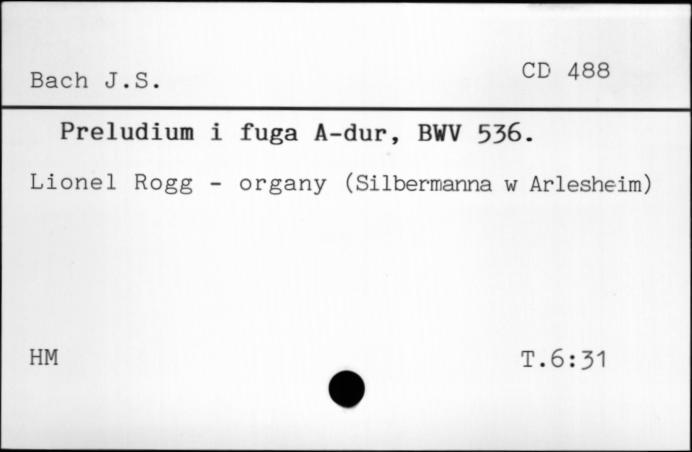 Bach J.S.
CD 488
Preludium i fuga A-dur, BWV 536.
Lionel Rogg - organy (Silbermanna w Arlesheim)
HM
T.6:31